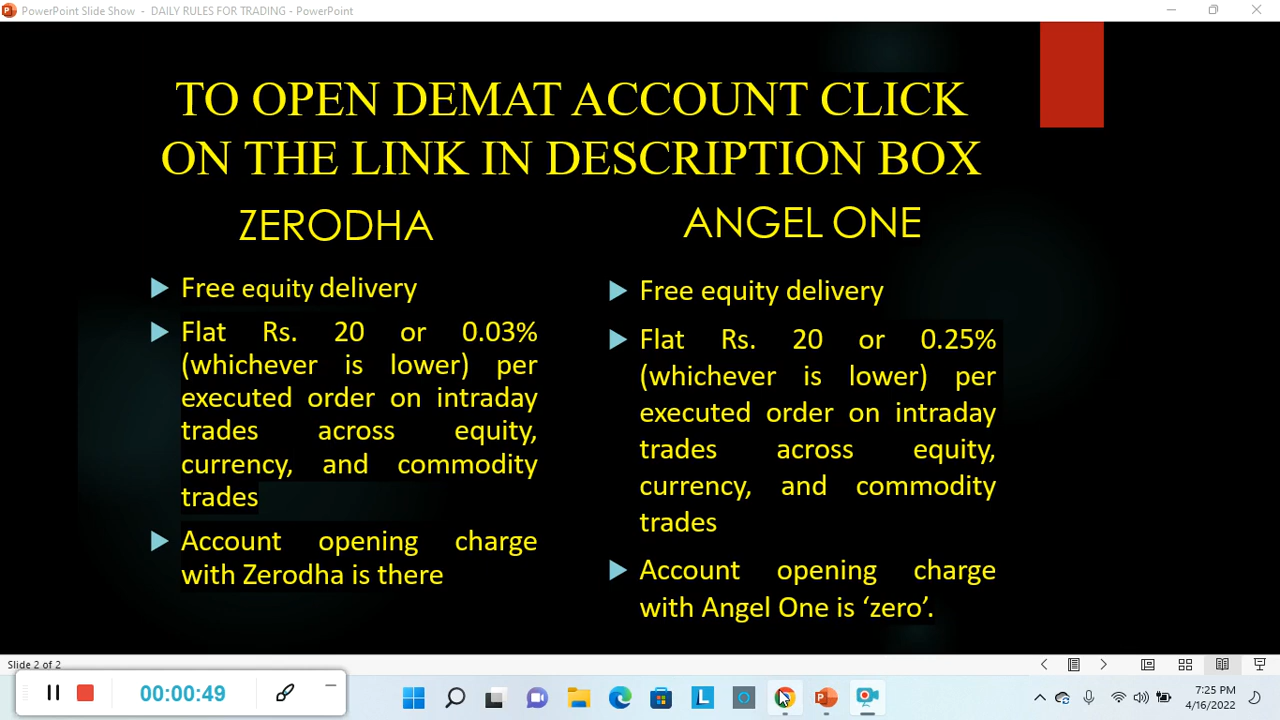 PowerPoint Slide Show - DAILY RULES FOR TRADING - PowerPoint
TO OPEN DEMAT ACCOUNT CLICK
ON THE LINK IN DESCRIPTION BOX
ZERODHA
Free equity delivery
Flat Rs. 20 or 0.03%
(whichever is lower) per
executed order on intraday
trades across equity,
currency, and commodity
trades
Account opening charge
with Zerodha is there
ANGEL ONE
Free equity delivery
Flat Rs. 20 or 0.25%
(whichever is lower) per
executed order on intraday
trades across equity,
currency, and commodity
trades
Account opening charge
with Angel One is ‘zero’.
Slide 2 of 2
00:00:49
L
7:25 PM
4/16/2022